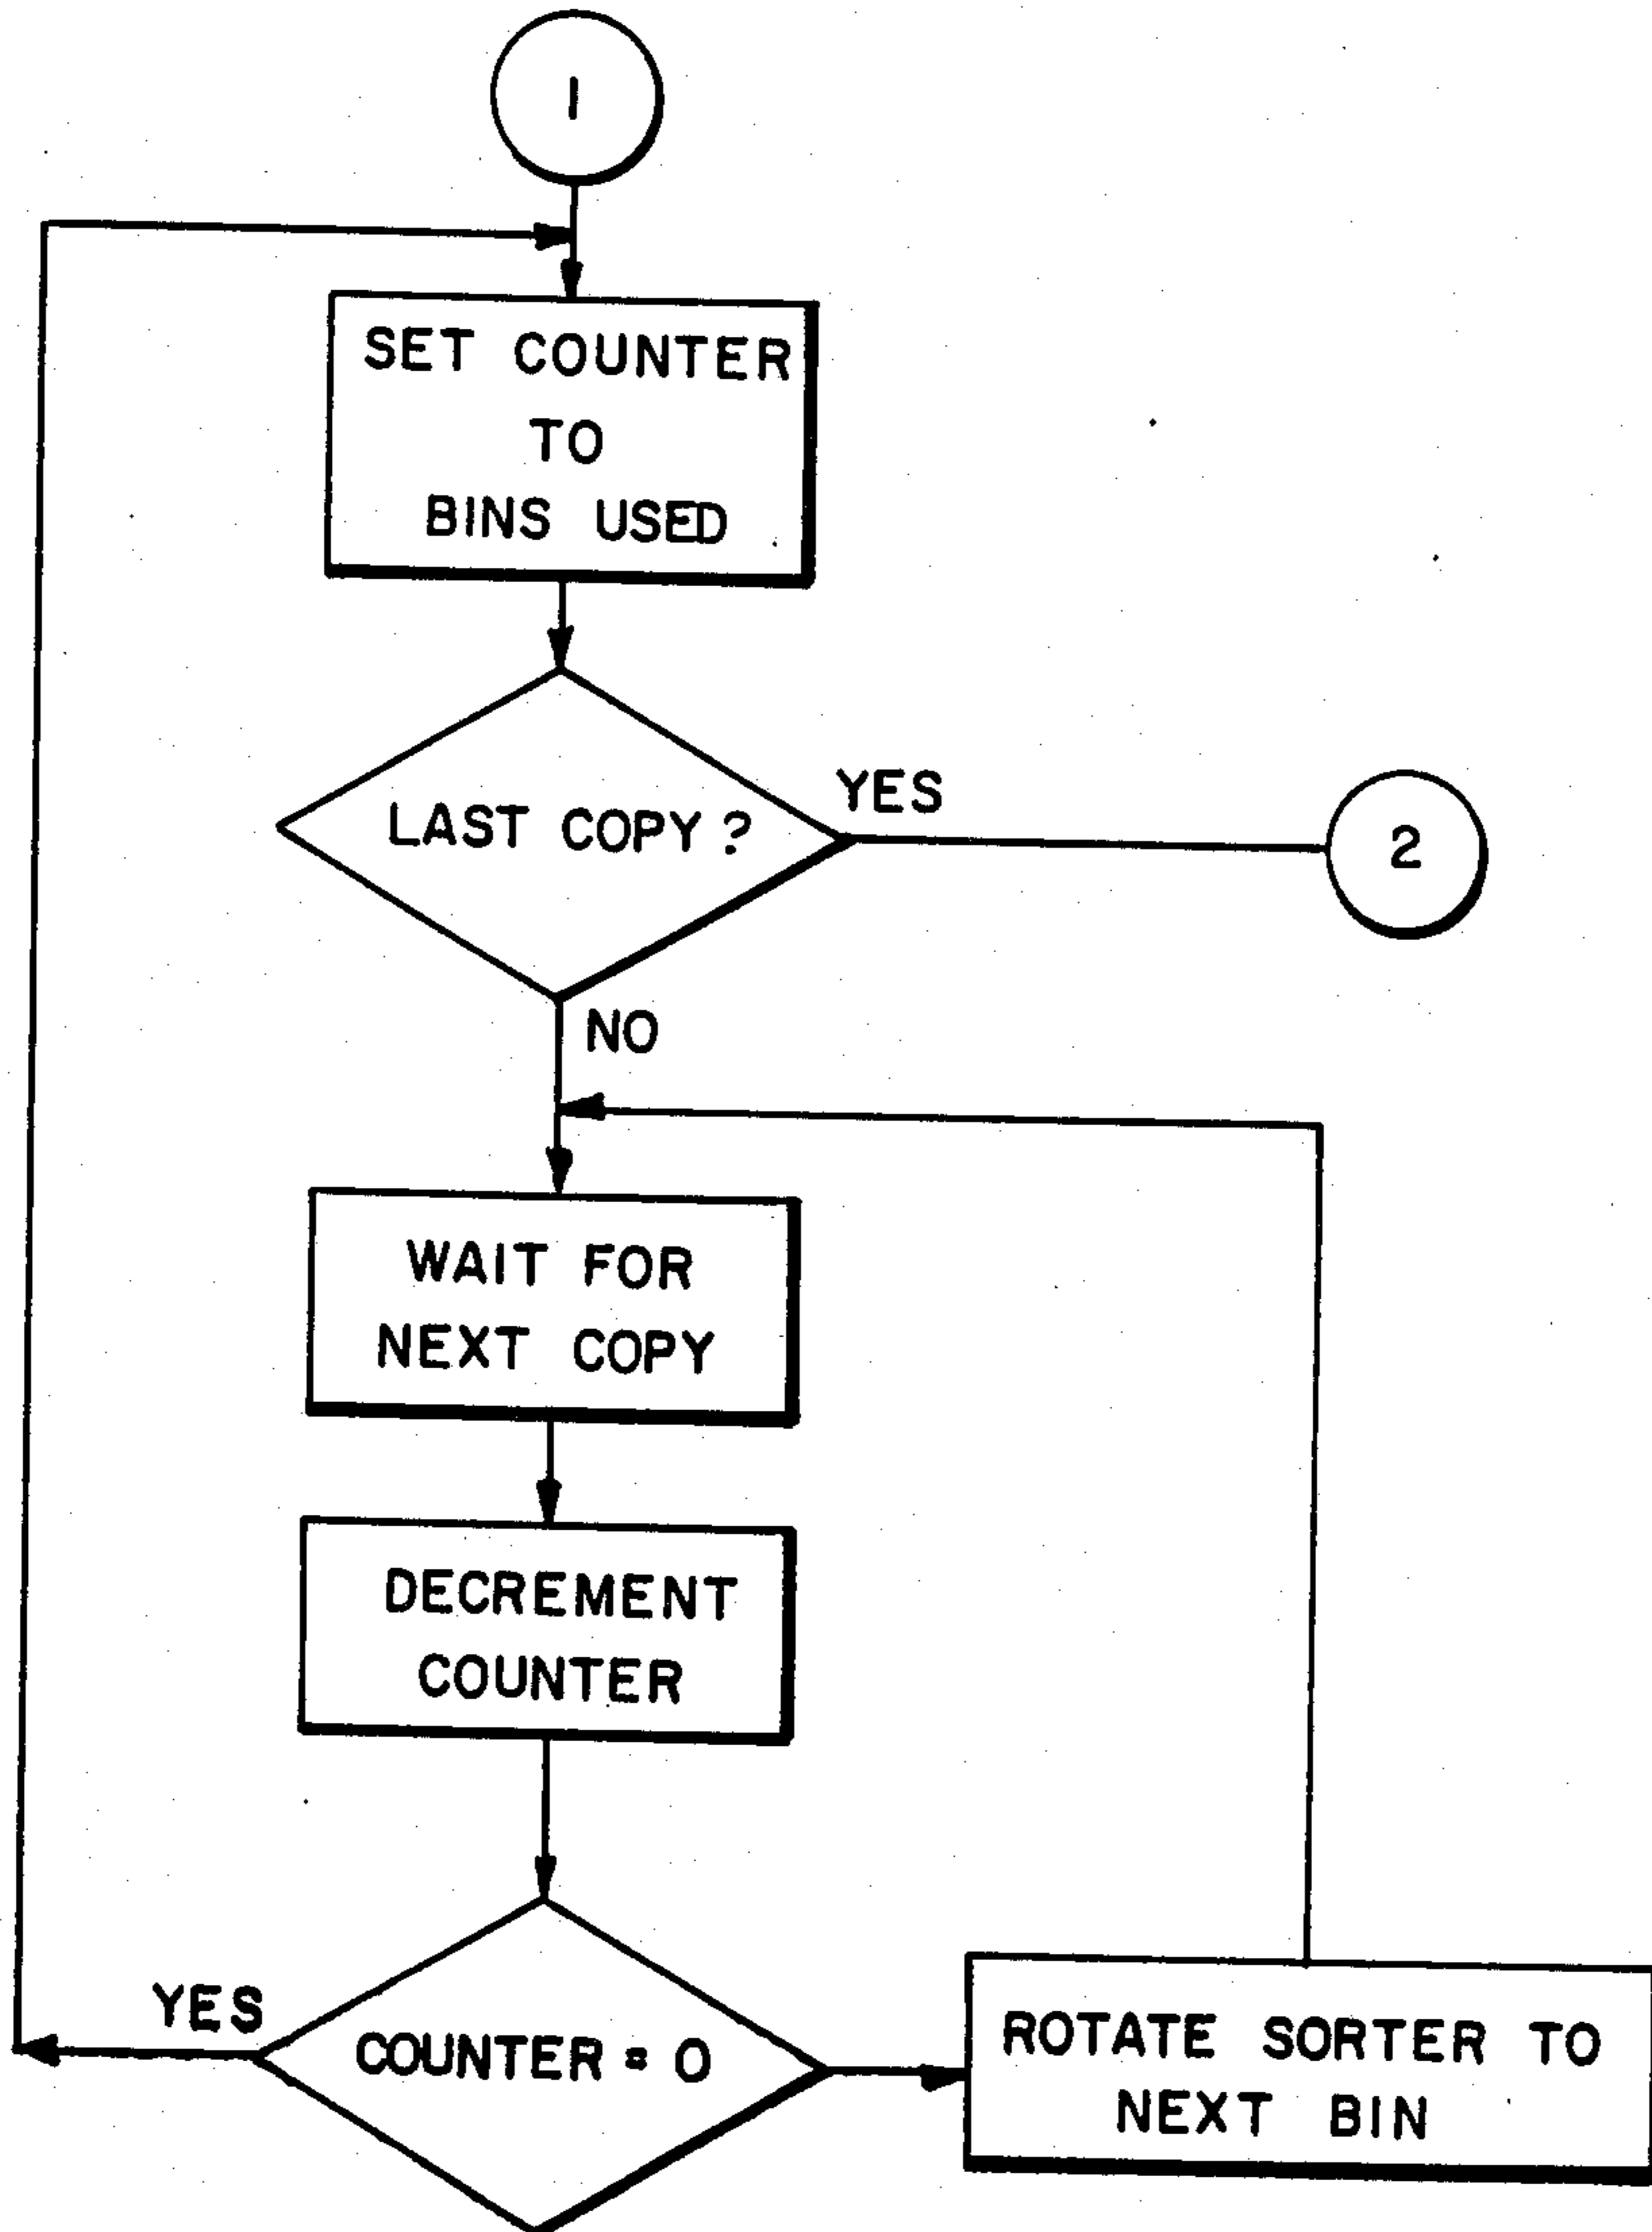 1
SET COUNTER
TO
BINS USED
LAST COPY ?
YES
2
NO
WAIT FOR
NEXT COPY
DECREMENT
COUNTER
YES
COUNTER = 0
ROTATE SORTER TO
NEXT BIN